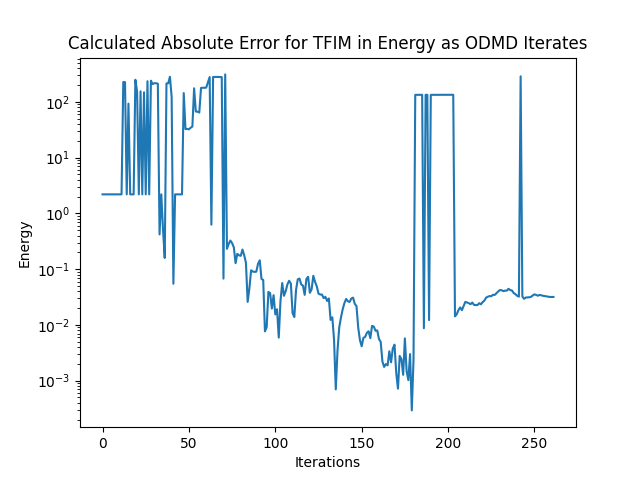 Calculated Absolute Error for TFIM in Energy as ODMD Iterates
10²
10¹
10⁰
10⁻¹
10⁻²
10⁻³
Energy
0 50 100 150 200 250
Iterations